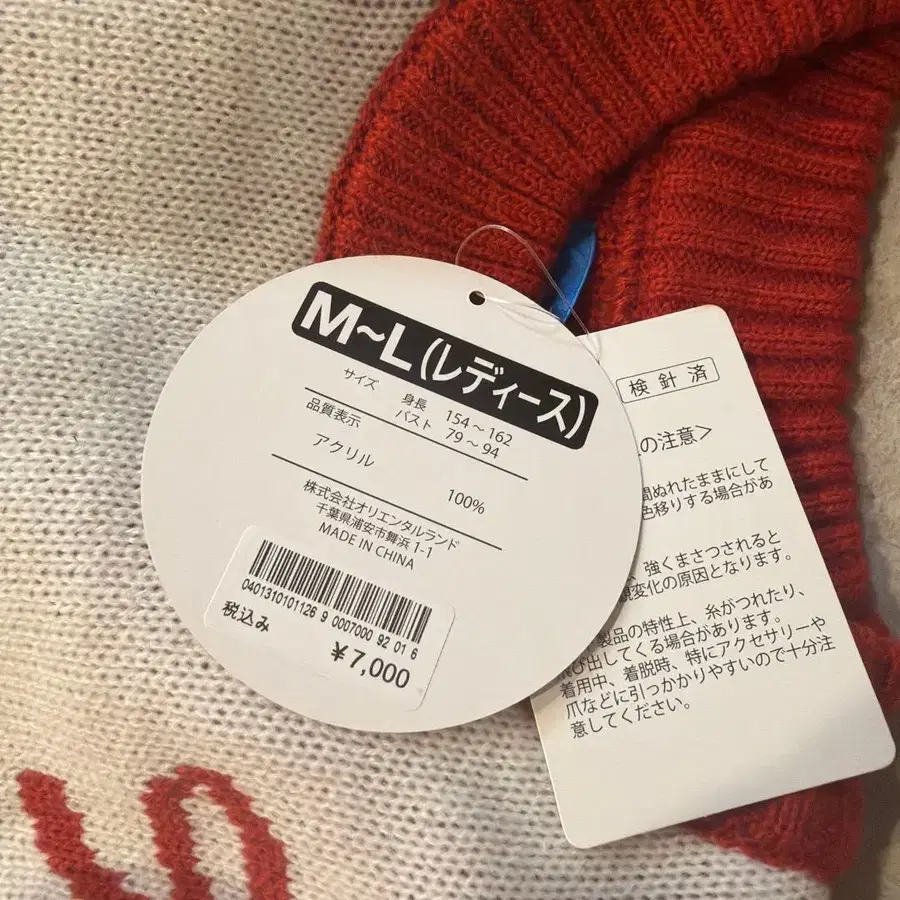 M~L(レディース)
サイズ 身長 154～162
バスト 79～94
品質表示
アクリル 100%
株式会社オリエンタルランド
千葉県浦安市舞浜 1-1
MADE IN CHINA
0401310101126 9 0007000 92 01 6
税込み
¥7,000
検針済
の注意>
ぬれたままにして
色移りする場合があ
、強くまさつされると
変化の原因となります。
製品の特性上、糸がつれたり、
び出してくる場合があります。
着用中、着脱時、特にアクセサリーや
爪などに引っかかりやすいので十分注
意してください。